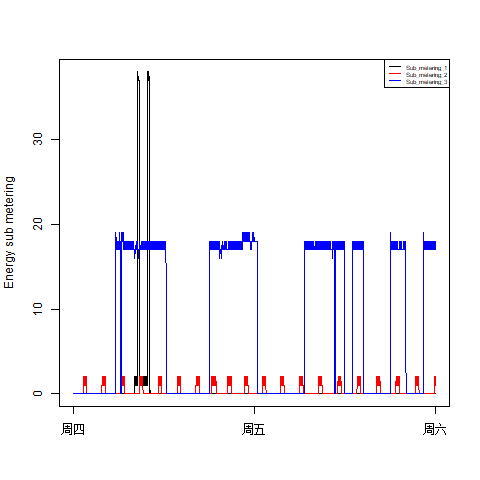 Sub_metering_1
Sub_metering_2
Sub_metering_3
Energy sub metering
30
20
10
0
周四 周五 周六